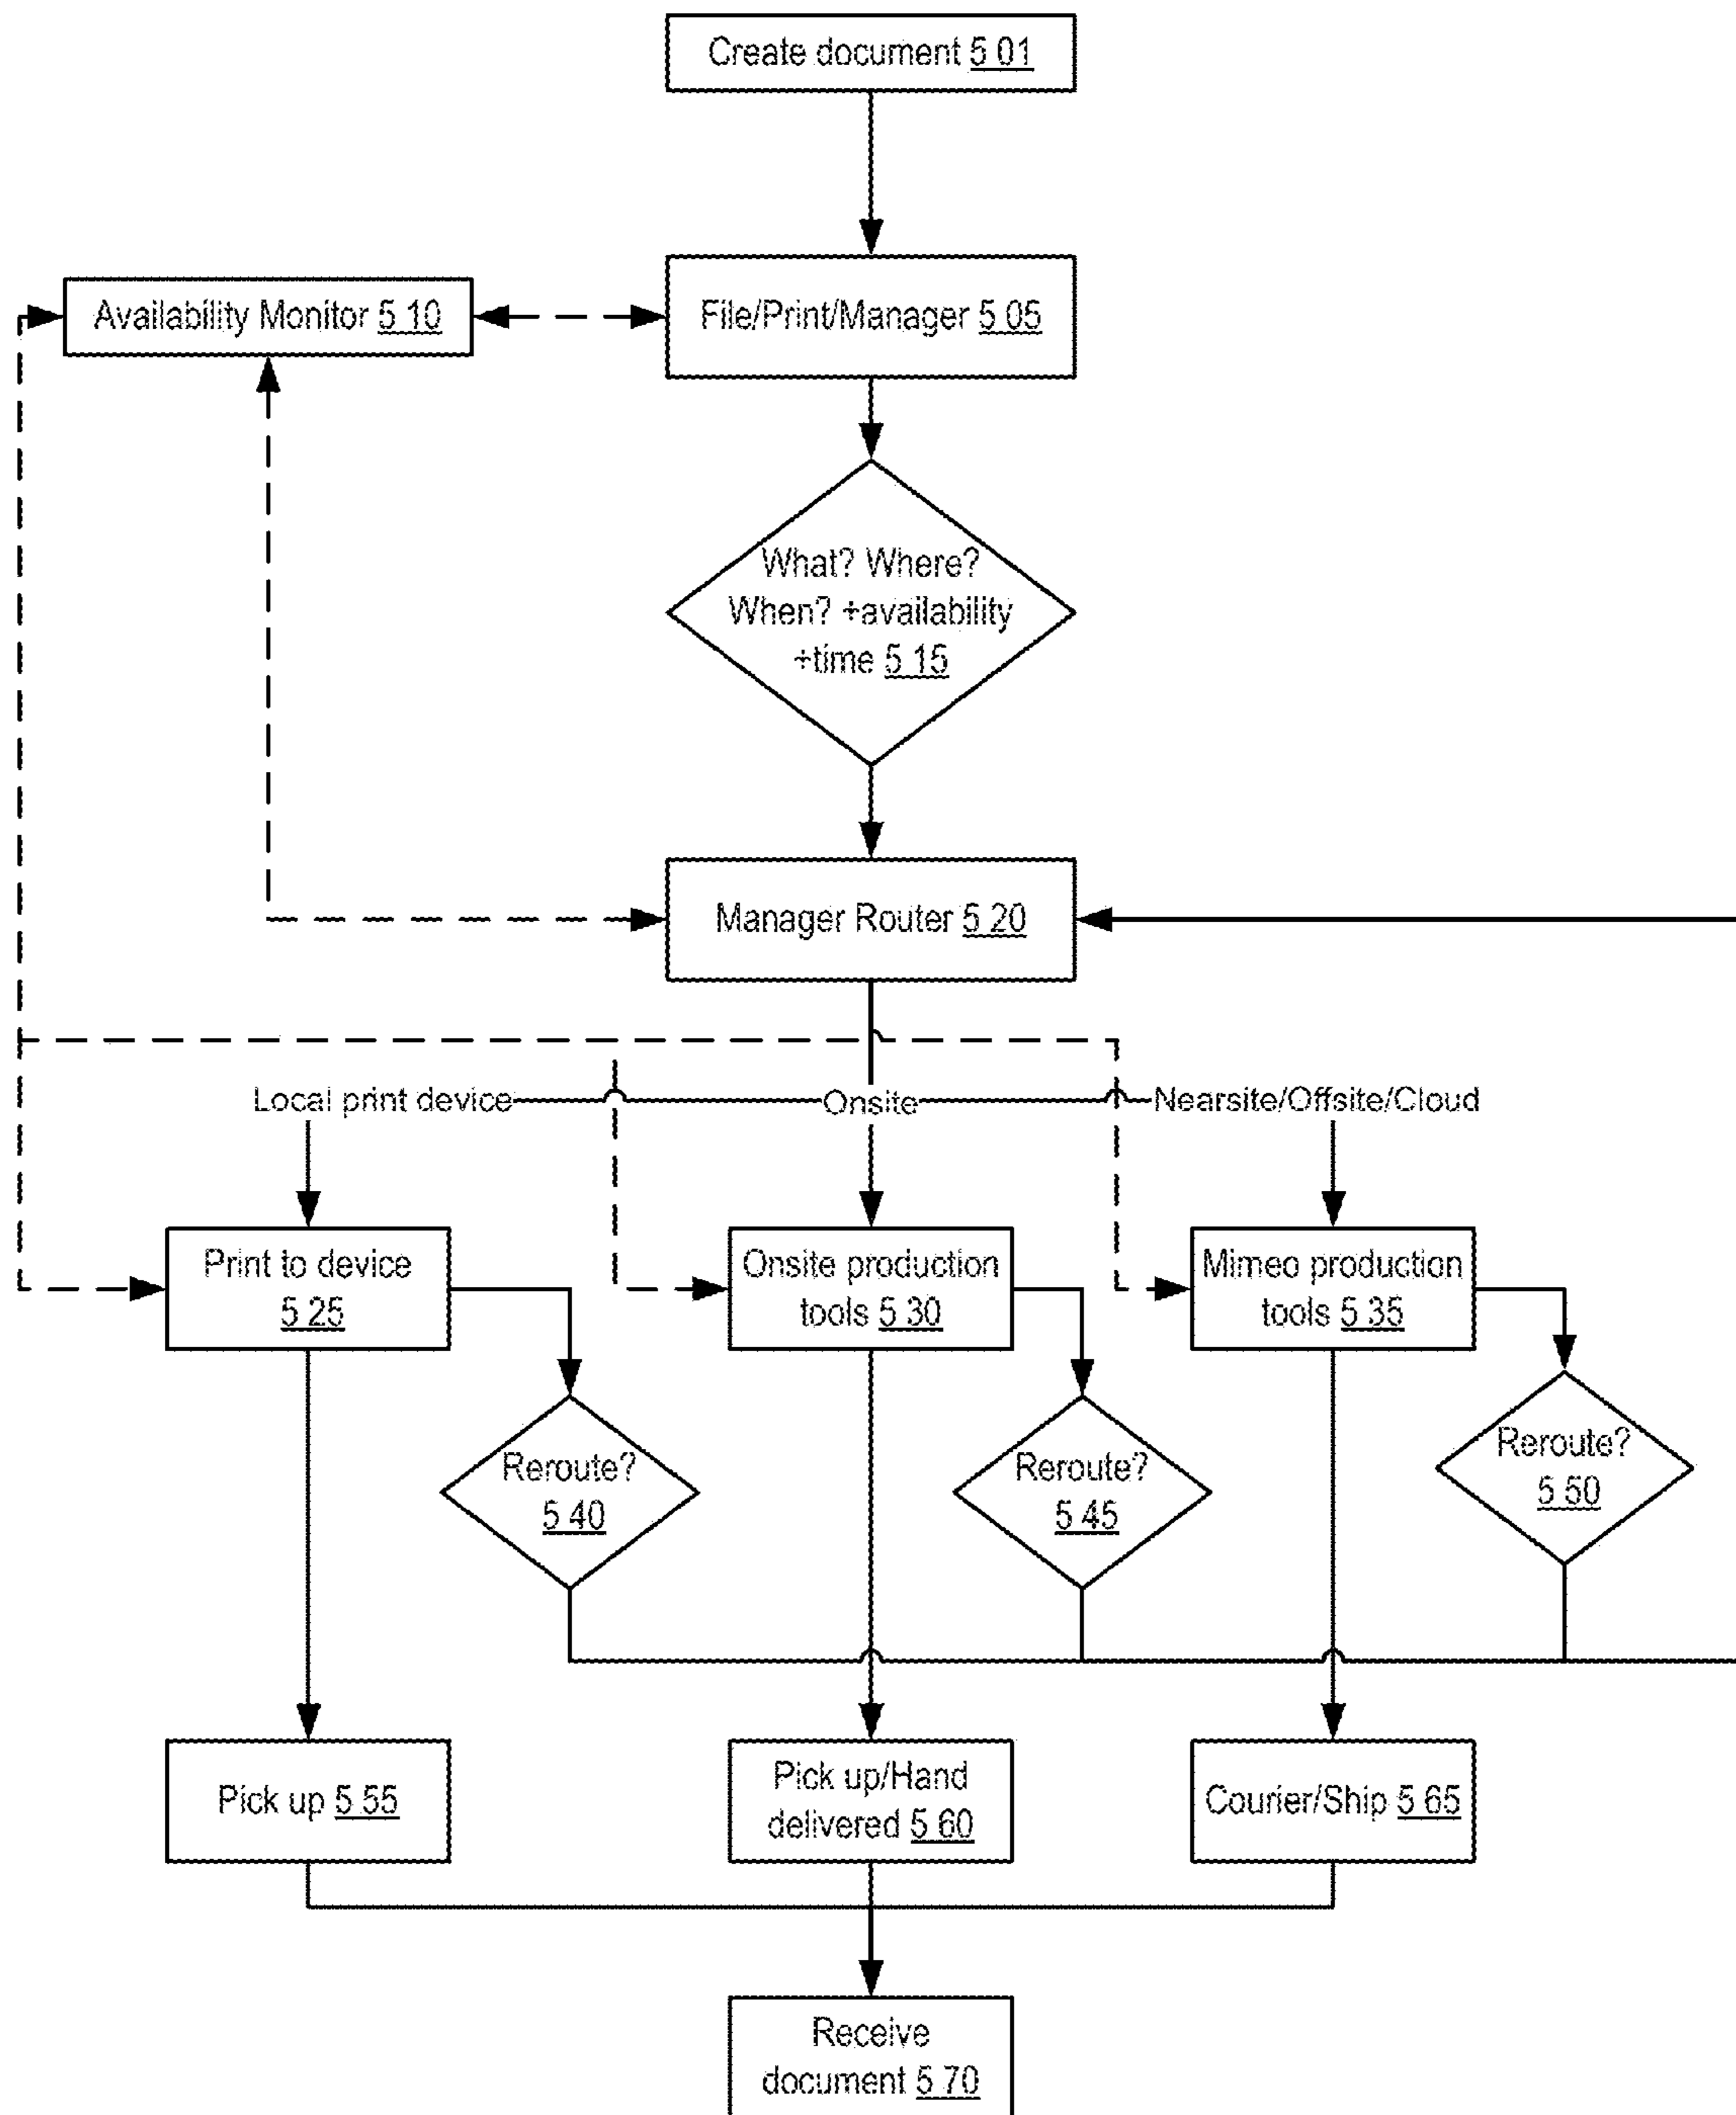 Create document 5 01
Availability Monitor 5 10
File/Print/Manager 5 05
What? Where?
When? +availability
+time 5 15
Manager Router 5 20
Local print device
Onsite
Nearsite/Offsite/Cloud
Print to device
5 25
Onsite production
tools 5 30
Mimeo production
tools 5 35
Reroute?
5 40
Reroute?
5 45
Reroute?
5 50
Pick up 5 55
Pick up/Hand
delivered 5 60
Courier/Ship 5 65
Receive
document 5 70